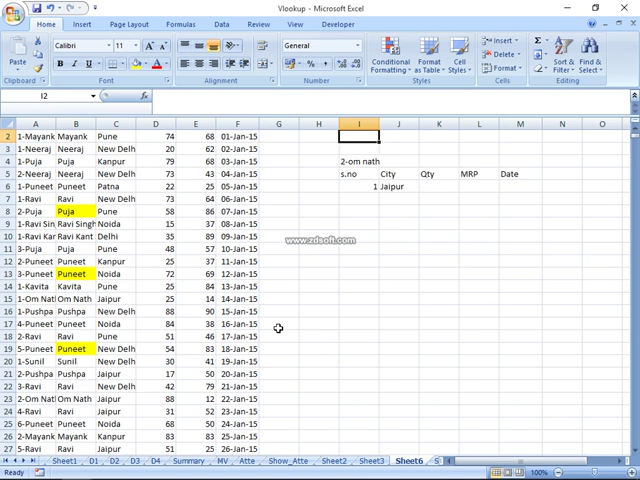 Vlookup - Microsoft Excel
Home Insert Page Layout Formulas Data Review View Developer
Calibri 11 General Conditional Formatting Format as Table Cell Styles Insert Delete Format
Paste B I U
Clipboard Font Alignment Number Styles Cells Editing
I2 fx
A B C D E F G H I J K L M N O
2 1-Mayank Mayank Pune 74 68 01-Jan-15
3 1-Neeraj Neeraj New Delh 20 62 02-Jan-15
4 1-Puja Puja Kanpur 79 68 03-Jan-15 2-om nath
5 2-Neeraj Neeraj New Delh 73 43 04-Jan-15 s.no City Qty MRP Date
6 1-Puneet Puneet Patna 22 25 05-Jan-15 1 Jaipur
7 1-Ravi Ravi New Delh 73 64 06-Jan-15
8 2-Puja Puja Pune 58 86 07-Jan-15
9 1-Ravi Sin Ravi Singh Noida 15 37 08-Jan-15
10 1-Ravi Kar Ravi Kant Delhi 35 89 09-Jan-15
11 3-Puja Puja Pune 48 57 10-Jan-15
www.zdsoft.com
12 2-Puneet Puneet Kanpur 25 37 11-Jan-15
13 3-Puneet Puneet Noida 72 69 12-Jan-15
14 1-Kavita Kavita Pune 25 84 13-Jan-15
15 1-Om Nat Om Nath Jaipur 25 14 14-Jan-15
16 1-Pushpa Pushpa New Delh 88 90 15-Jan-15
17 4-Puneet Puneet Noida 84 38 16-Jan-15
18 2-Ravi Ravi Pune 51 46 17-Jan-15
19 5-Puneet Puneet New Delh 54 83 18-Jan-15
20 1-Sunil Sunil New Delh 30 41 19-Jan-15
21 2-Pushpa Pushpa Jaipur 17 50 20-Jan-15
22 3-Ravi Ravi New Delh 42 79 21-Jan-15
23 2-Om Nat Om Nath Jaipur 88 12 22-Jan-15
24 4-Ravi Ravi Jaipur 31 52 23-Jan-15
25 6-Puneet Puneet Jaipur 68 50 24-Jan-15
26 2-Mayank Mayank Kanpur 83 83 25-Jan-15
27 5-Ravi Ravi Jaipur 51 25 26-Jan-15
Sheet1 D1 D2 D3 D4 Summary MV Atte Show_Atte Sheet2 Sheet3 Sheet6 S
Ready 100%